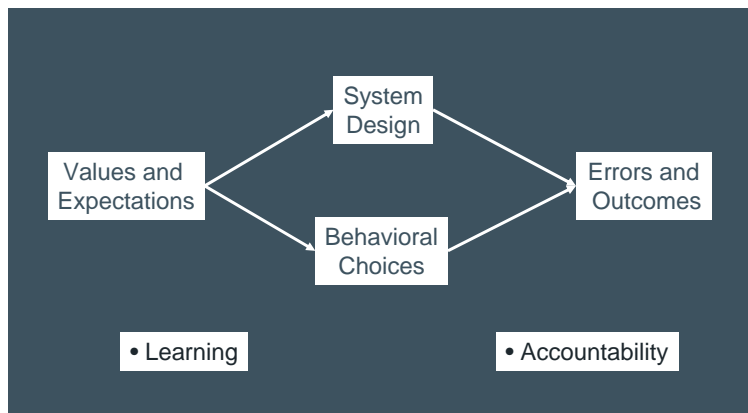 System
Design
Values and
Expectations
Errors and
Outcomes
Behavioral
Choices
• Learning
• Accountability